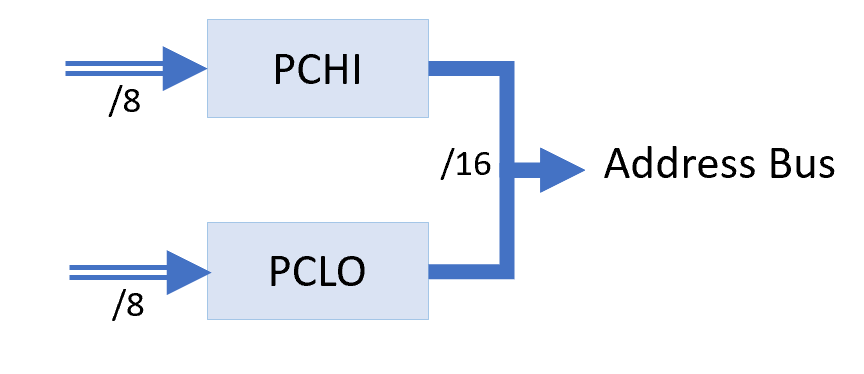 PCHI
/8
/16
Address Bus
PCLO
/8